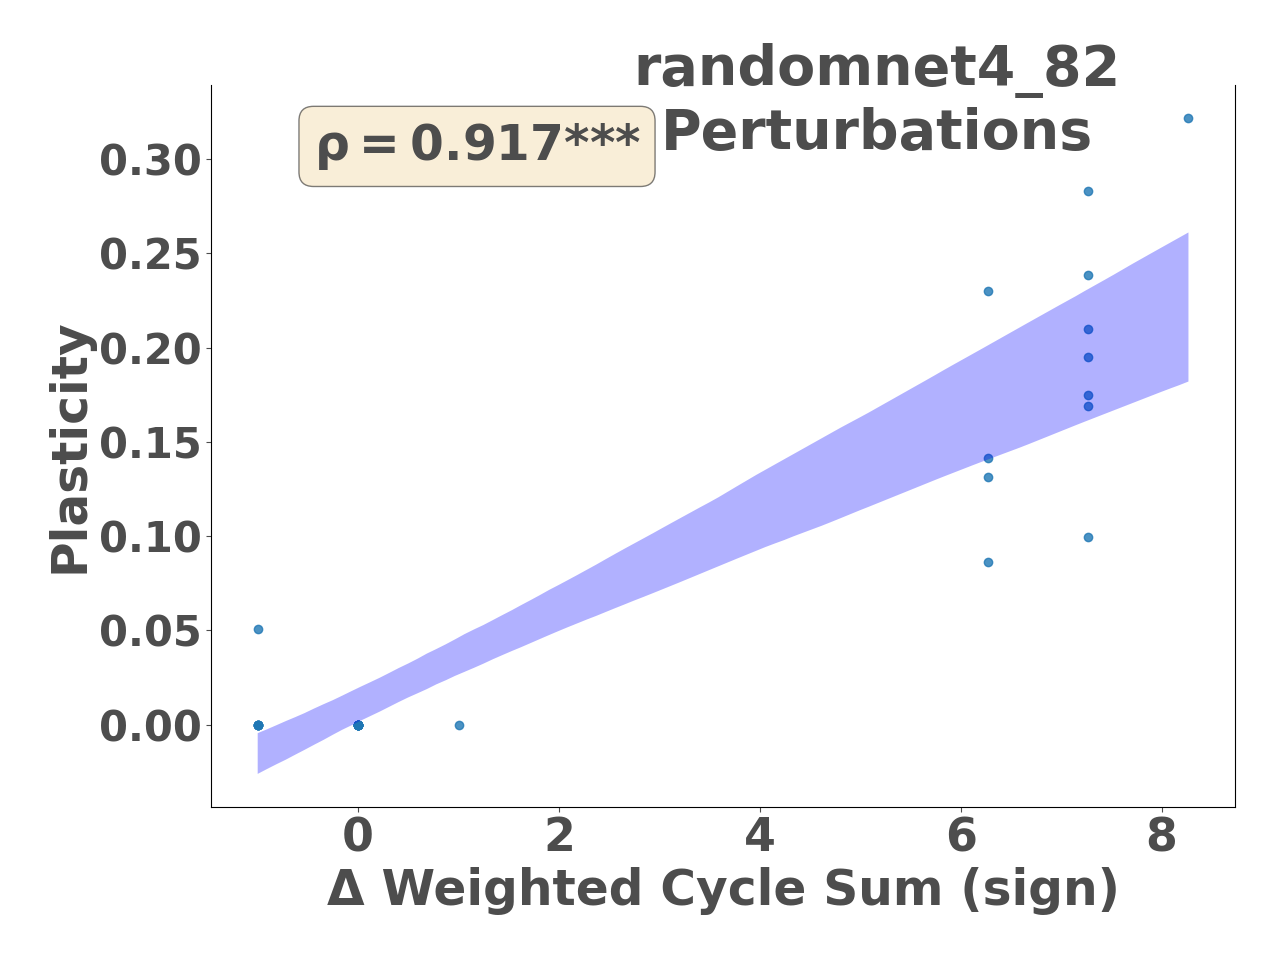 randomnet4_82
Perturbations
ρ = 0.917***
0.30
0.25
0.20
0.15
0.10
0.05
0.00
Plasticity
0 2 4 6 8
Δ Weighted Cycle Sum (sign)